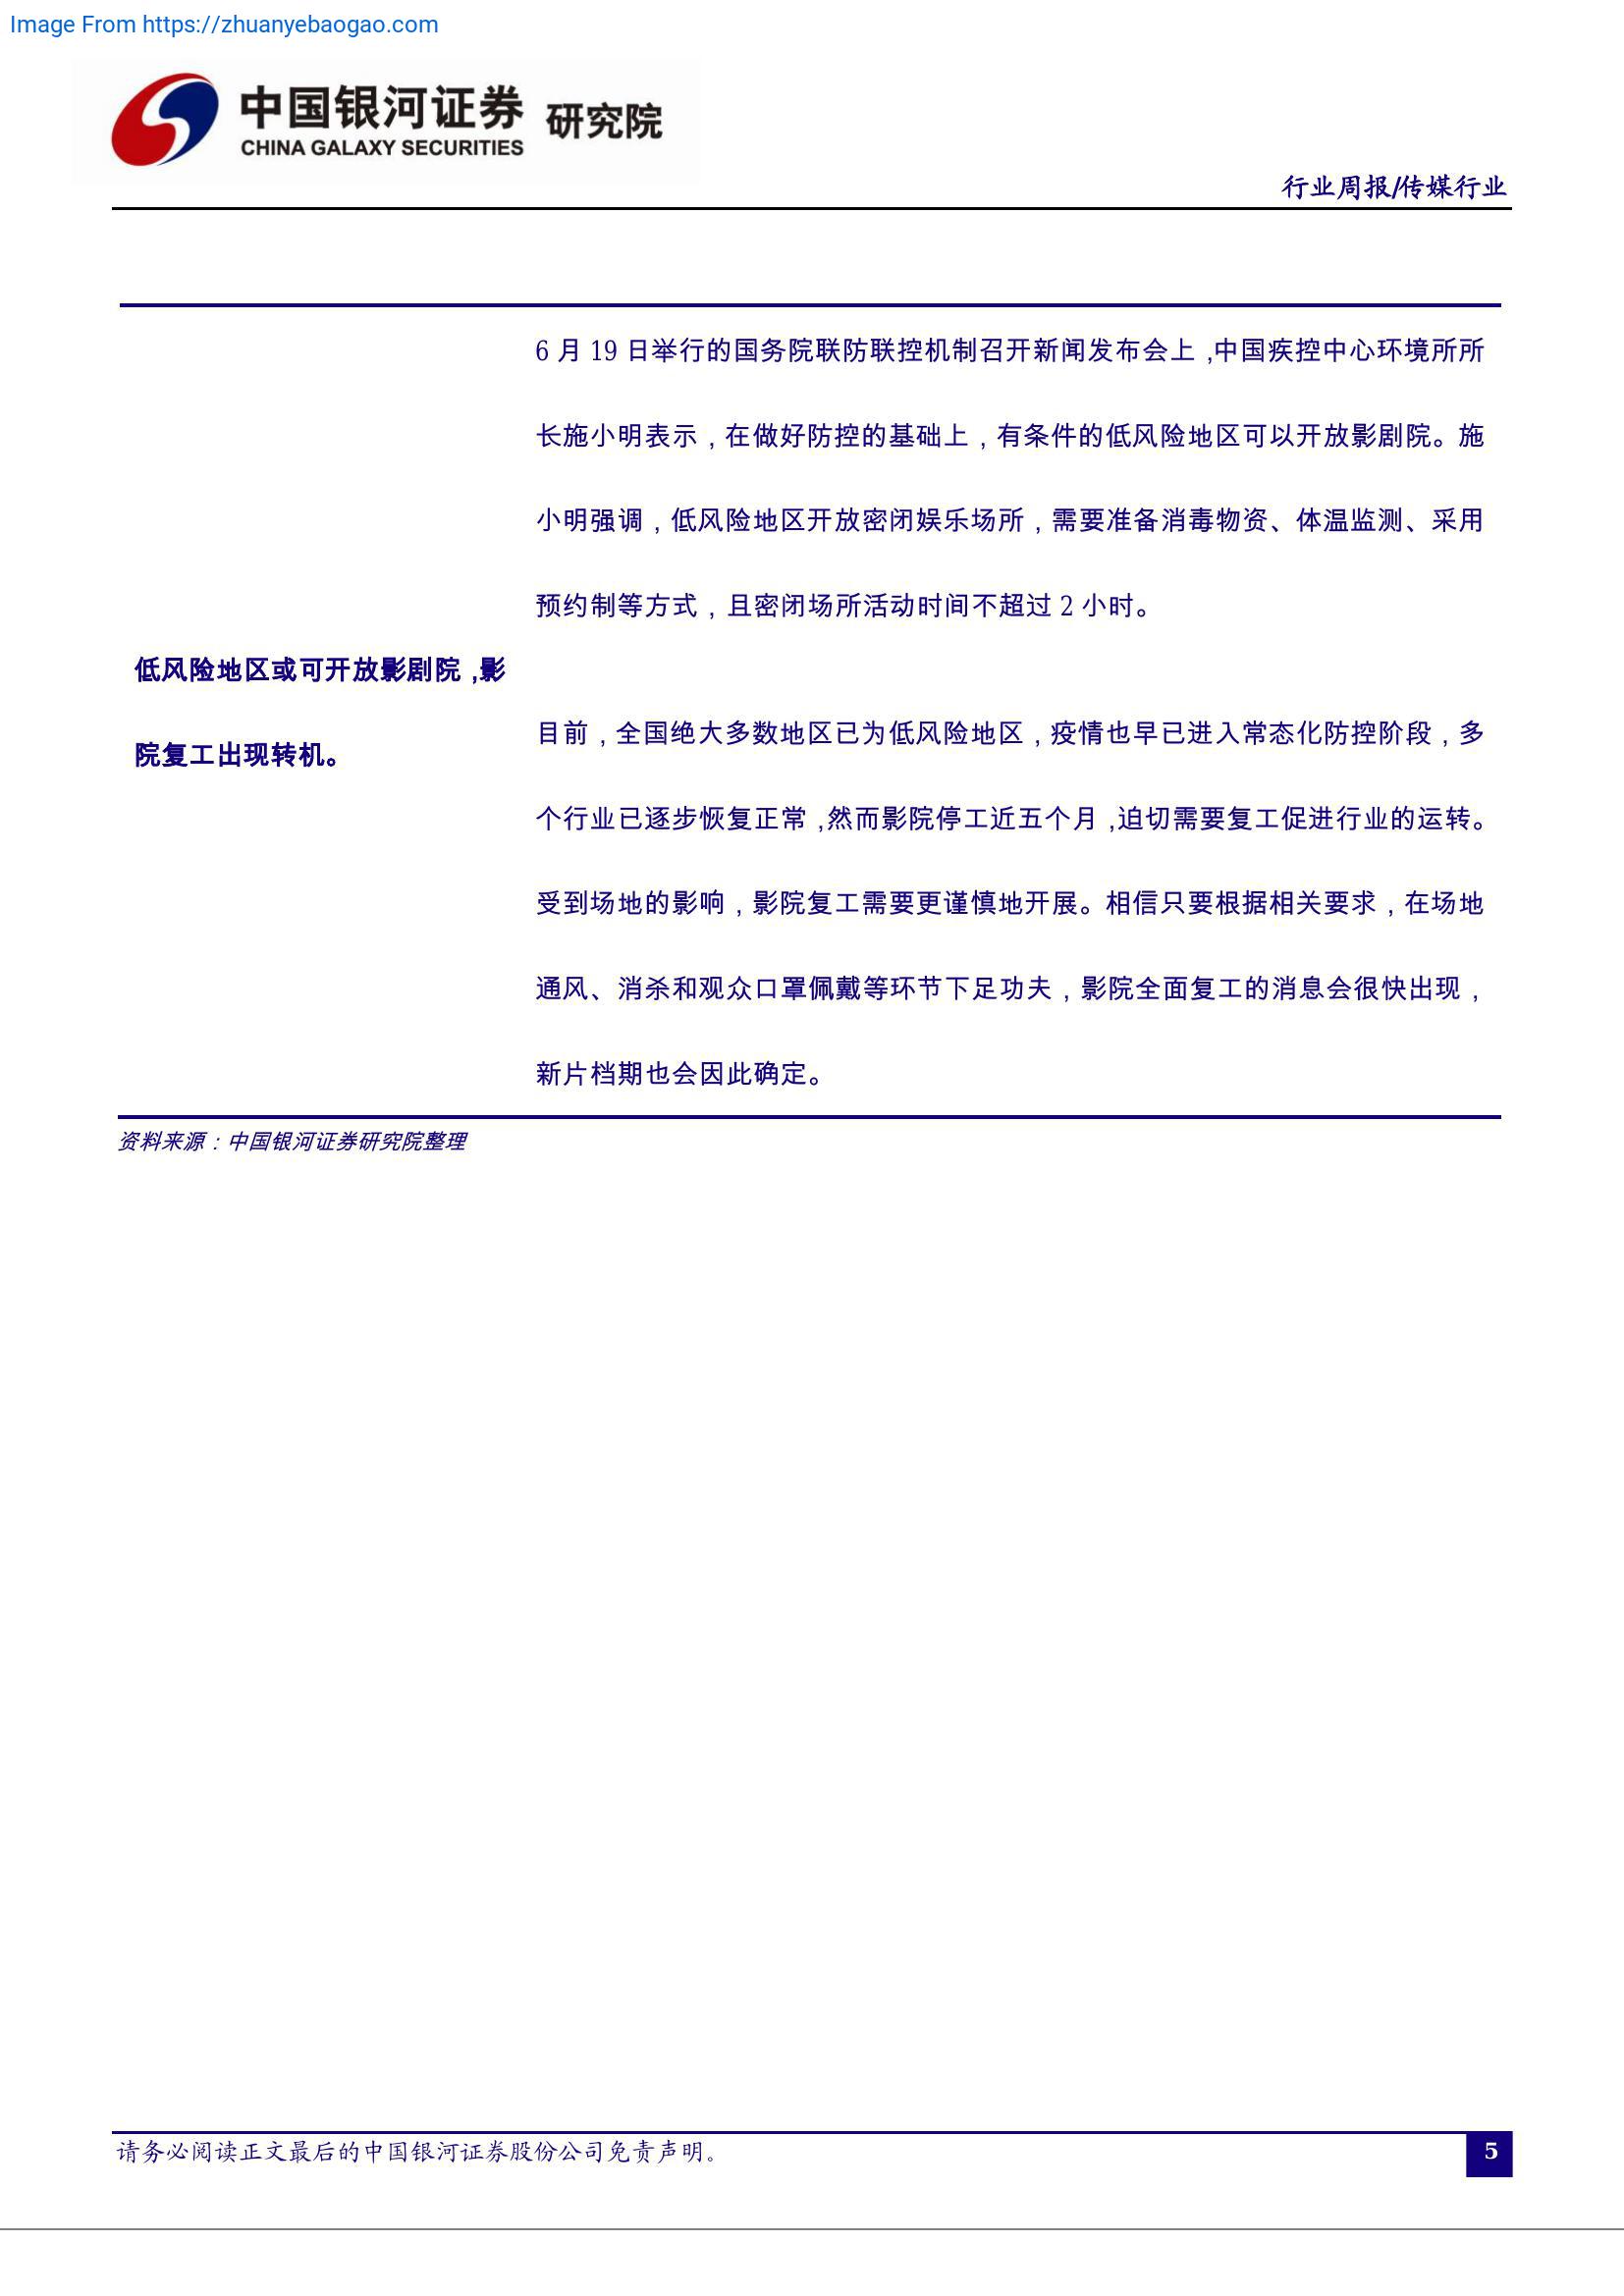 Image From https://zhuanyebaogao.com
中国银河证券 研究院
CHINA GALAXY SECURITIES
行业周报/传媒行业
6 月 19 日举行的国务院联防联控机制召开新闻发布会上,中国疾控中心环境所所
长施小明表示，在做好防控的基础上，有条件的低风险地区可以开放影剧院。施
小明强调，低风险地区开放密闭娱乐场所，需要准备消毒物资、体温监测、采用
预约制等方式，且密闭场所活动时间不超过 2 小时。
低风险地区或可开放影剧院,影
院复工出现转机。
目前，全国绝大多数地区已为低风险地区，疫情也早已进入常态化防控阶段，多
个行业已逐步恢复正常,然而影院停工近五个月,迫切需要复工促进行业的运转。
受到场地的影响，影院复工需要更谨慎地开展。相信只要根据相关要求，在场地
通风、消杀和观众口罩佩戴等环节下足功夫，影院全面复工的消息会很快出现，
新片档期也会因此确定。
资料来源：中国银河证券研究院整理
请务必阅读正文最后的中国银河证券股份公司免责声明。
5